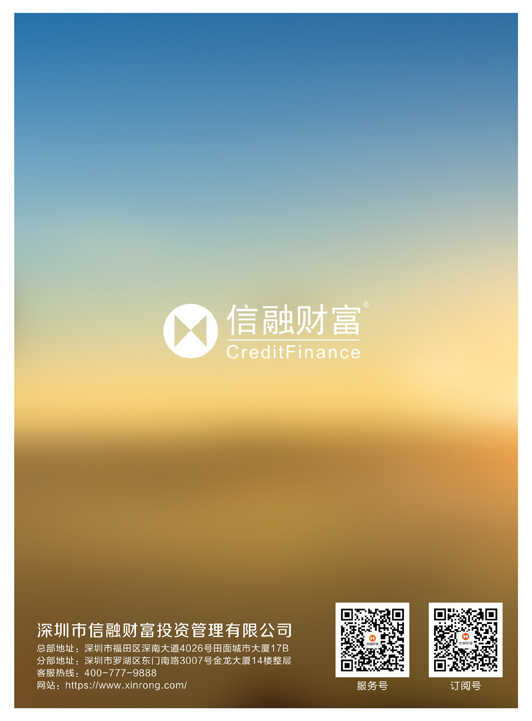 信融财富®
CreditFinance
深圳市信融财富投资管理有限公司
总部地址：深圳市福田区深南大道4026号田面城市大厦17B
分部地址：深圳市罗湖区东门南路3007号金龙大厦14楼整层
客服热线：400-777-9888
网站：https://www.xinrong.com/
服务号
订阅号